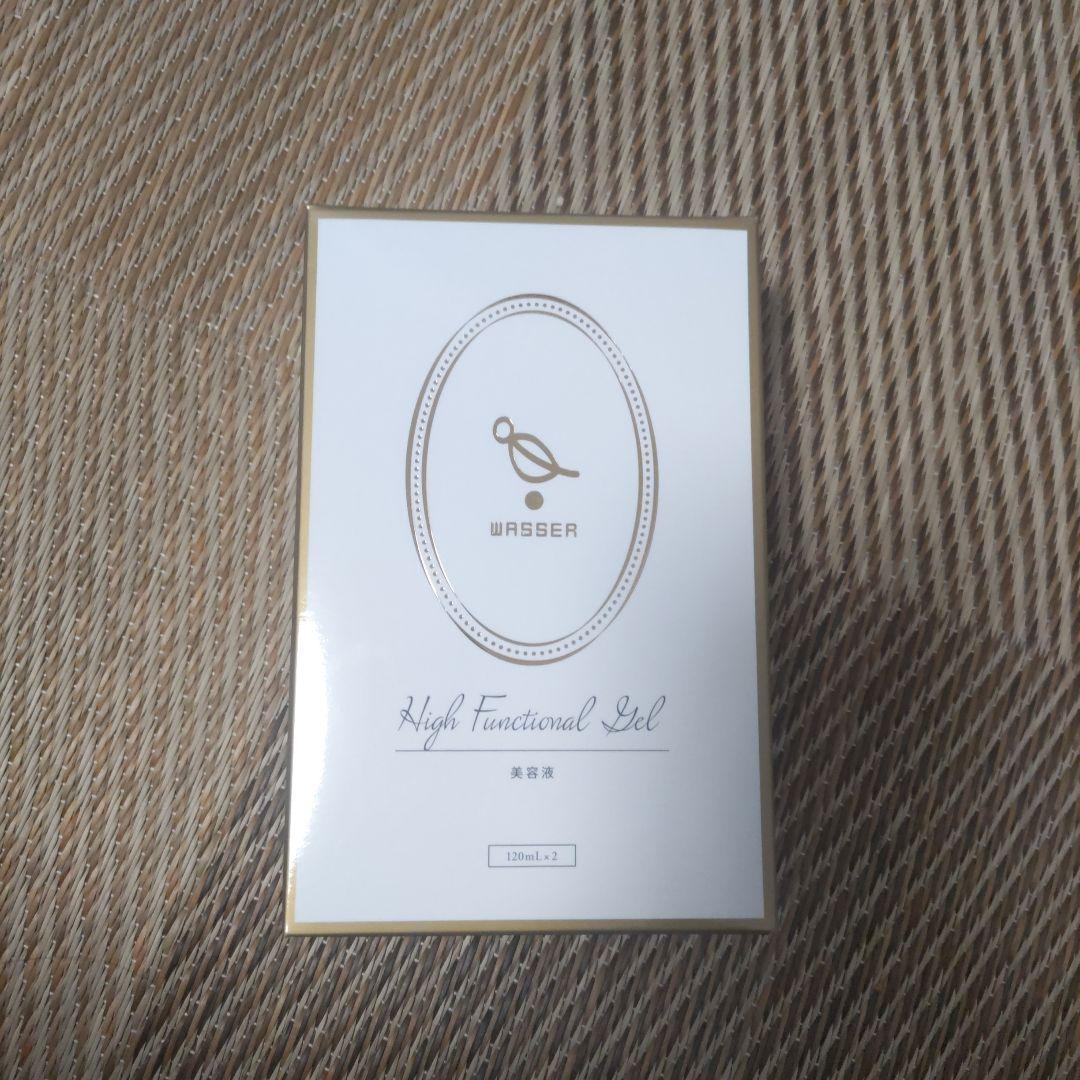 WASSER
High Functional Gel
美容液
120mL×2